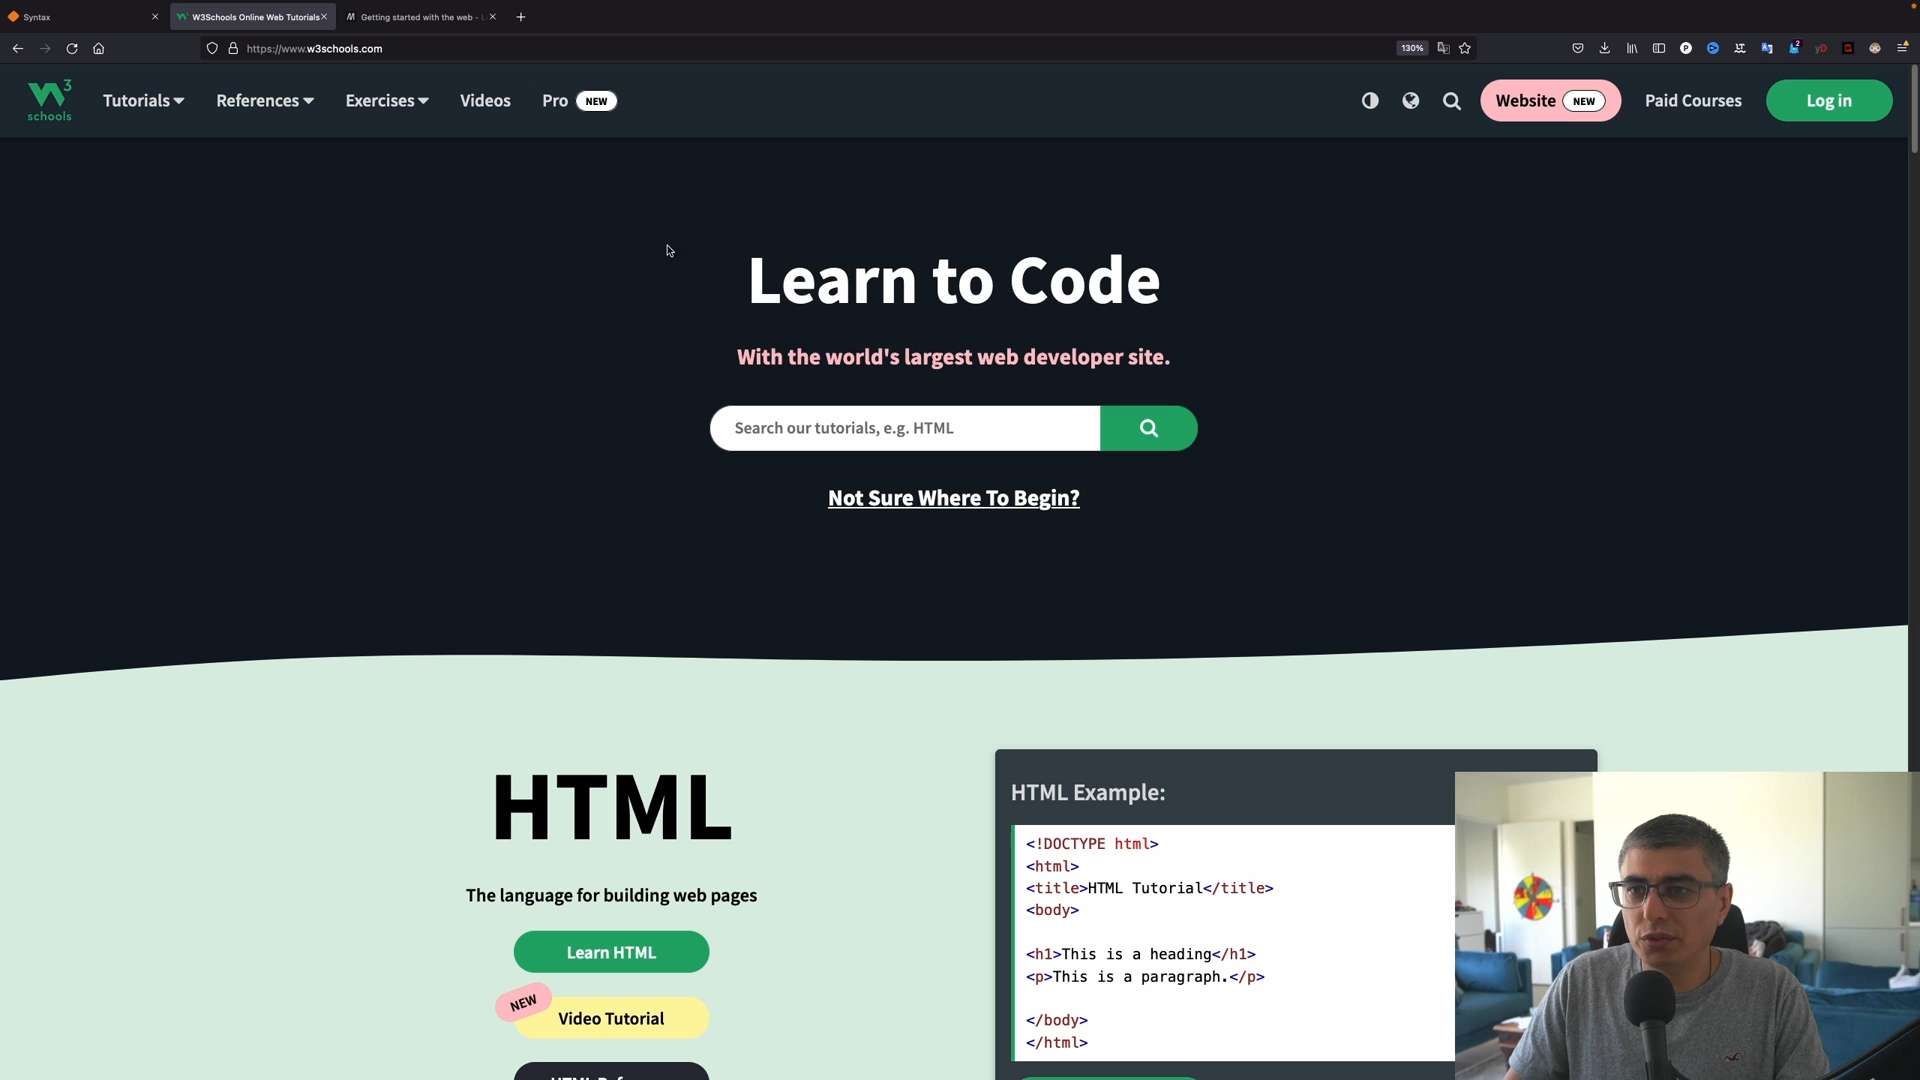 Syntax
W3Schools Online Web Tutorials
Getting started with the web -
https://www.w3schools.com
130%
2
W3
schools
Tutorials
References
Exercises
Videos
Pro
NEW
Website
NEW
Paid Courses
Log in
Learn to Code
With the world's largest web developer site.
Search our tutorials, e.g. HTML
Not Sure Where To Begin?
HTML
The language for building web pages
Learn HTML
NEW
Video Tutorial
HTML Example:
<!DOCTYPE html>
<html>
<title>HTML Tutorial</title>
<body>
<h1>This is a heading</h1>
<p>This is a paragraph.</p>
</body>
</html>